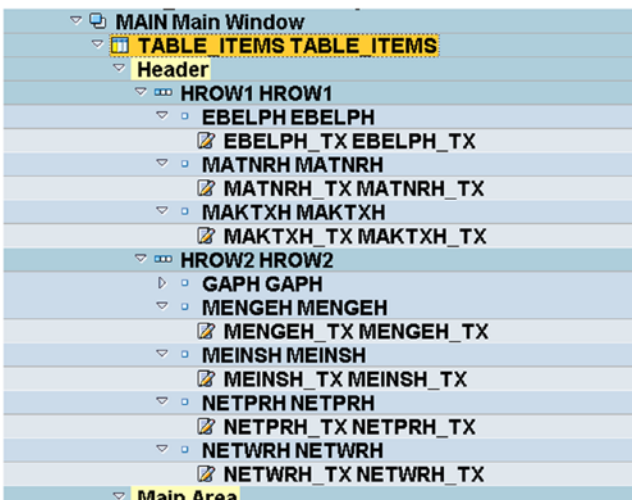 MAIN Main Window
TABLE_ITEMS TABLE_ITEMS
Header
HROW1 HROW1
EBELPH EBELPH
EBELPH_TX EBELPH_TX
MATNRH MATNRH
MATNRH_TX MATNRH_TX
MAKTXH MAKTXH
MAKTXH_TX MAKTXH_TX
HROW2 HROW2
GAPH GAPH
MENGEH MENGEH
MENGEH_TX MENGEH_TX
MEINSH MEINSH
MEINSH_TX MEINSH_TX
NETPRH NETPRH
NETPRH_TX NETPRH_TX
NETWRH NETWRH
NETWRH_TX NETWRH_TX
Main Area